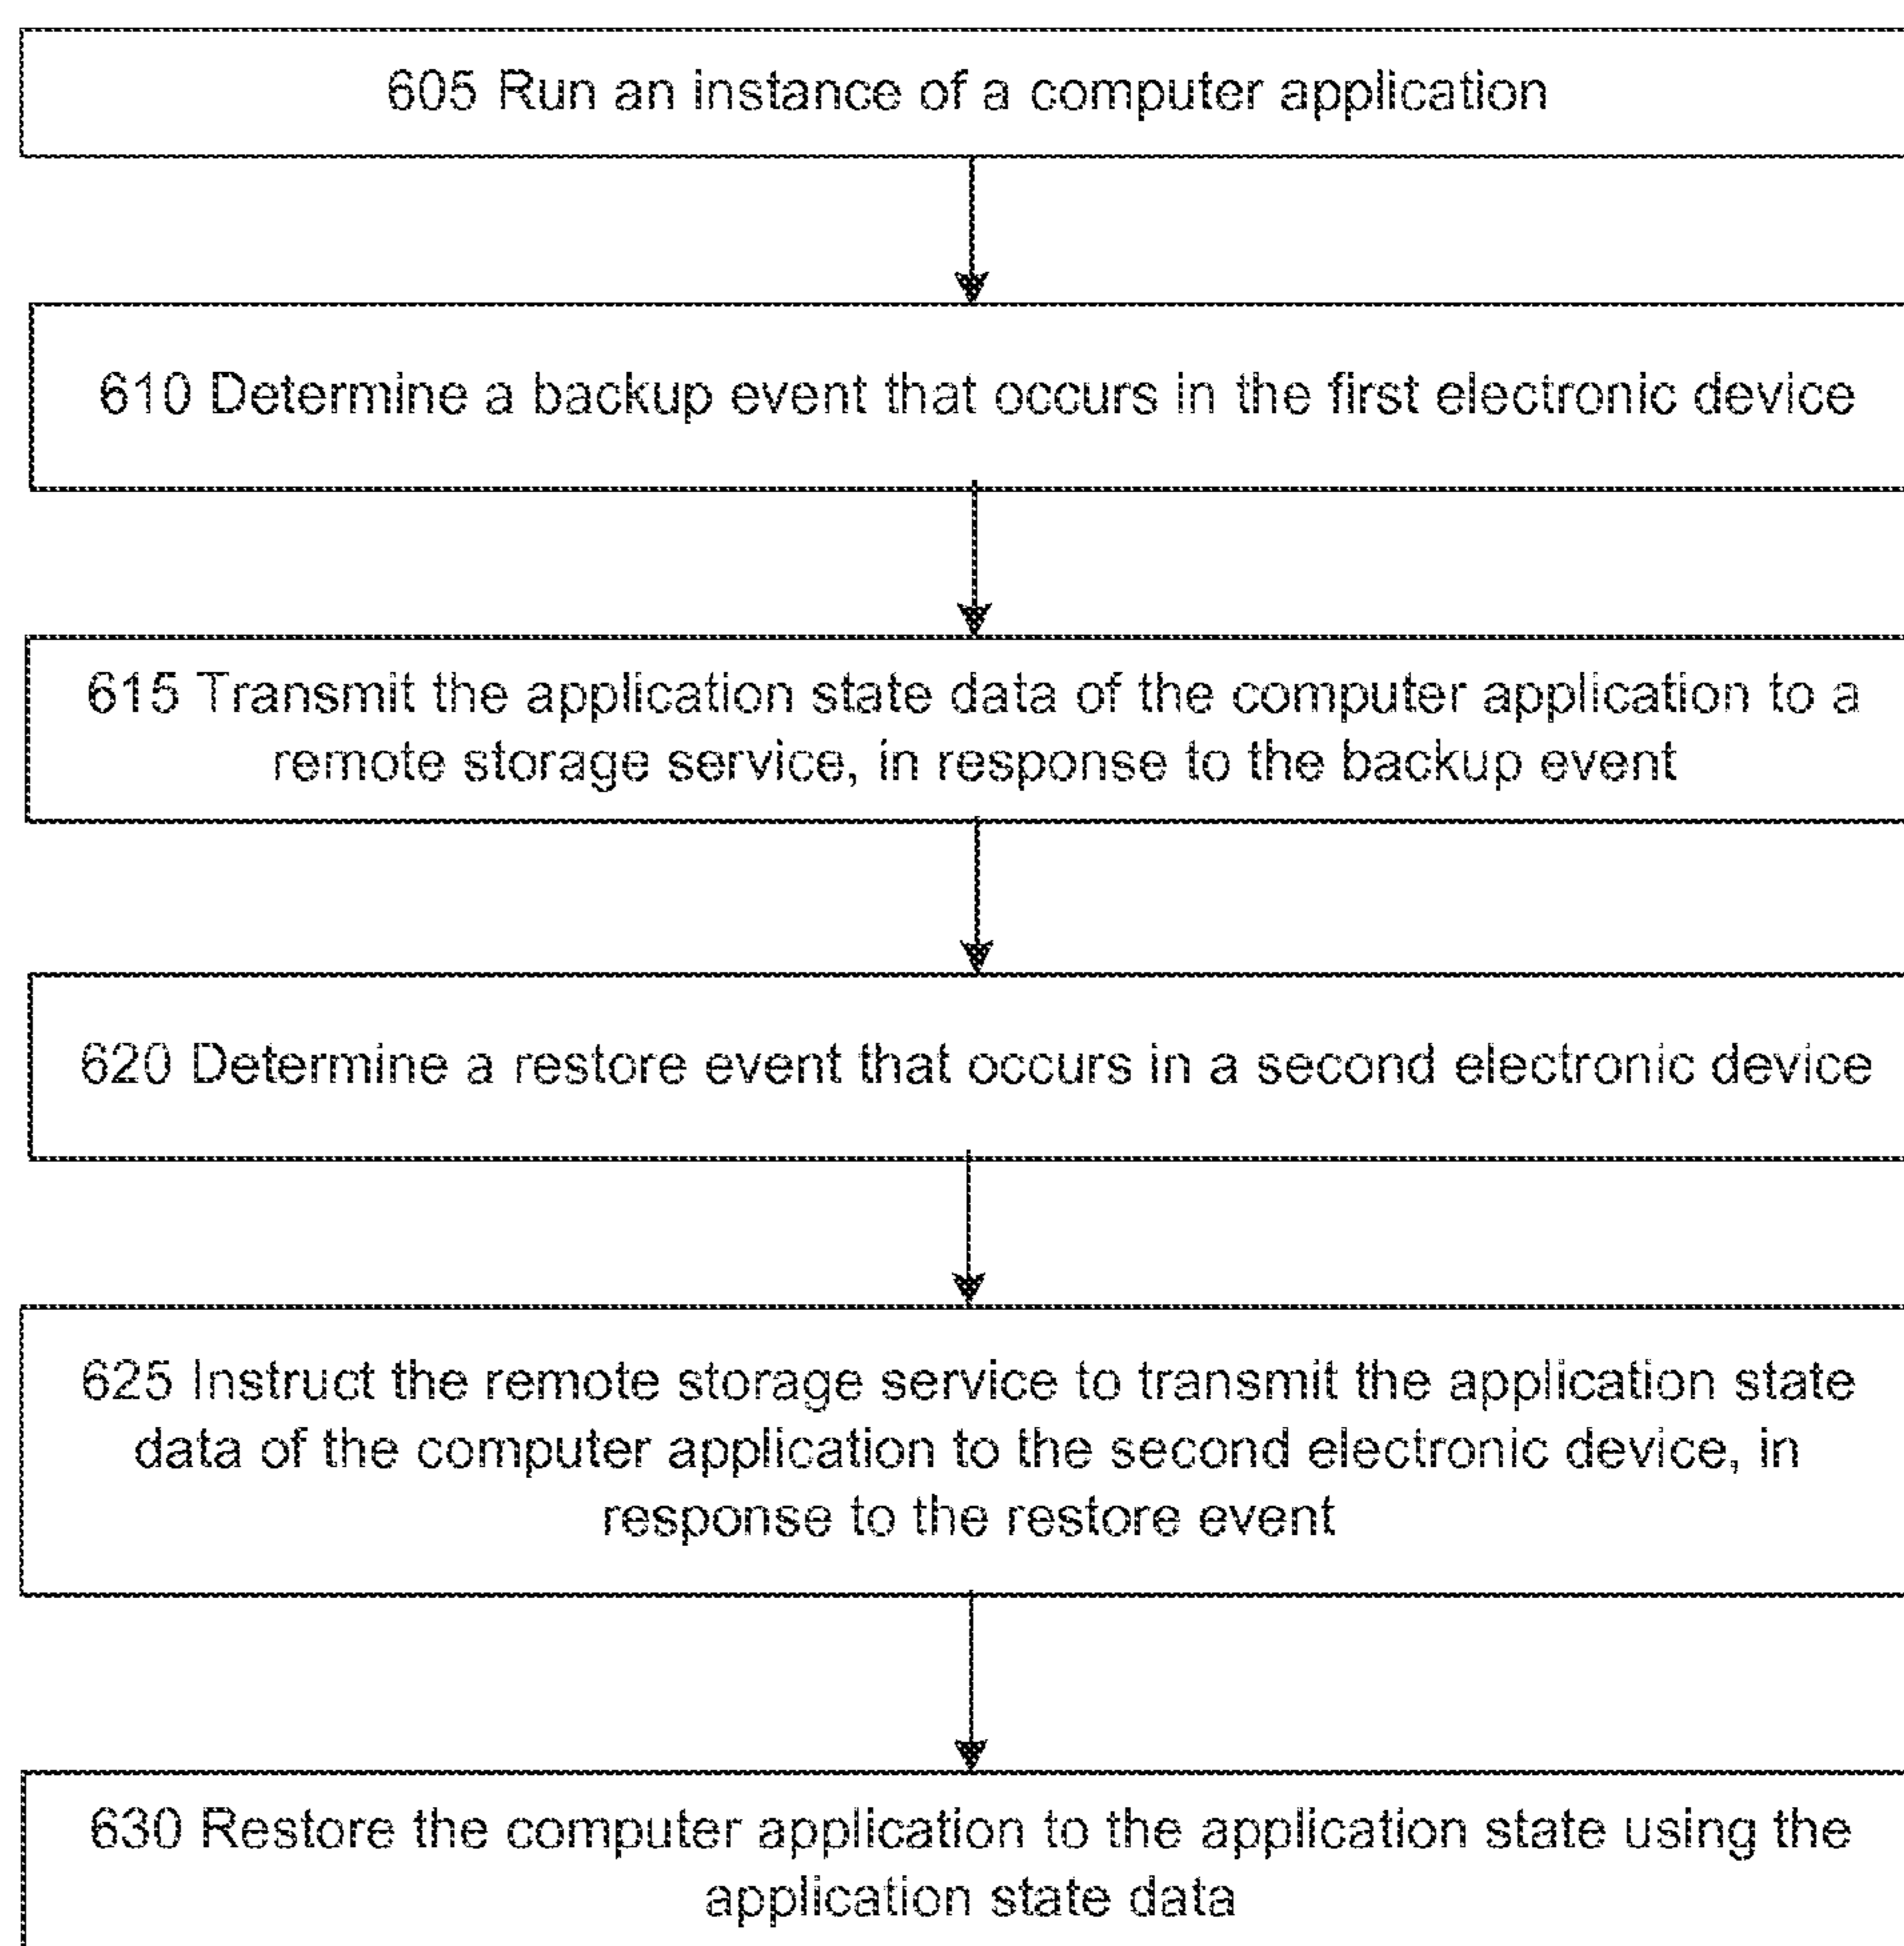 605 Run an instance of a computer application
610 Determine a backup event that occurs in the first electronic device
615 Transmit the application state data of the computer application to a
remote storage service, in response to the backup event
620 Determine a restore event that occurs in a second electronic device
625 Instruct the remote storage service to transmit the application state
data of the computer application to the second electronic device, in
response to the restore event
630 Restore the computer application to the application state using the
application state data